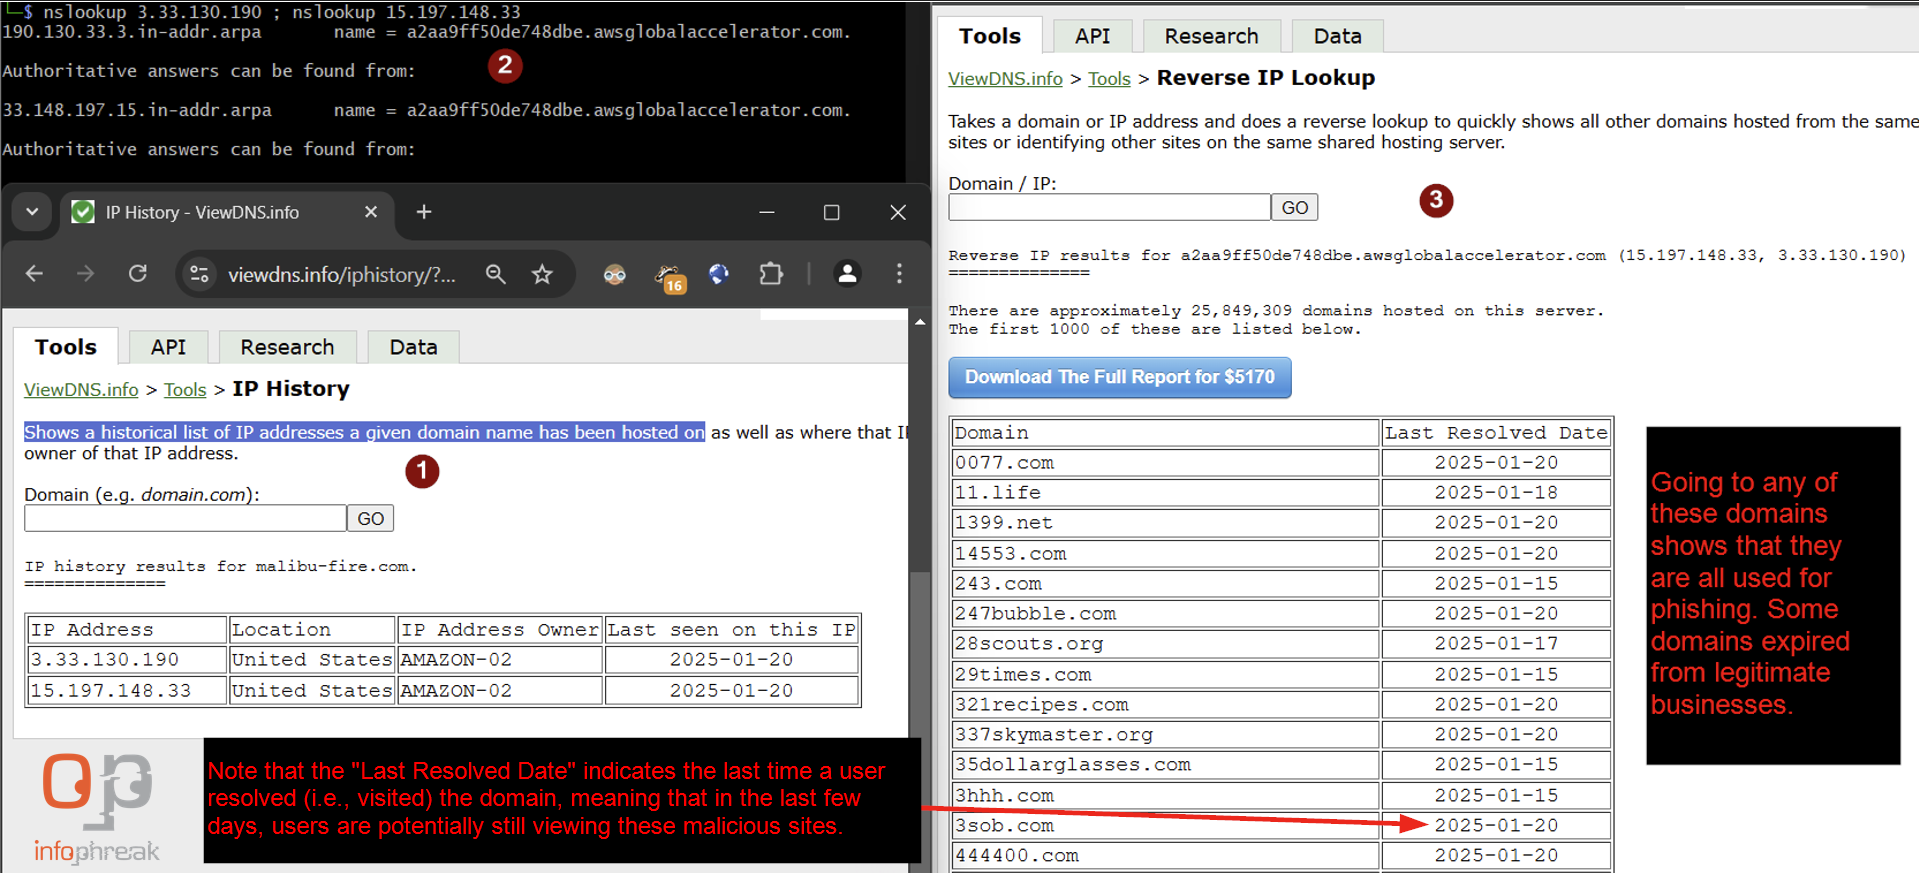 └─$ nslookup 3.33.130.190 ; nslookup 15.197.148.33
190.130.33.3.in-addr.arpa name = a2aa9ff50de748dbe.awsglobalaccelerator.com.
Authoritative answers can be found from:
2
33.148.197.15.in-addr.arpa name = a2aa9ff50de748dbe.awsglobalaccelerator.com.
Authoritative answers can be found from:
IP History - ViewDNS.info
viewdns.info/iphistory/?...
16
Tools API Research Data
ViewDNS.info > Tools > IP History
Shows a historical list of IP addresses a given domain name has been hosted on as well as where that I
owner of that IP address.
1
Domain (e.g. domain.com):
GO
IP history results for malibu-fire.com.
==============
IP Address Location IP Address Owner Last seen on this IP
3.33.130.190 United States AMAZON-02 2025-01-20
15.197.148.33 United States AMAZON-02 2025-01-20
infophreak
Note that the "Last Resolved Date" indicates the last time a user
resolved (i.e., visited) the domain, meaning that in the last few
days, users are potentially still viewing these malicious sites.
Tools API Research Data
ViewDNS.info > Tools > Reverse IP Lookup
Takes a domain or IP address and does a reverse lookup to quickly shows all other domains hosted from the same
sites or identifying other sites on the same shared hosting server.
Domain / IP:
GO
3
Reverse IP results for a2aa9ff50de748dbe.awsglobalaccelerator.com (15.197.148.33, 3.33.130.190)
==============
There are approximately 25,849,309 domains hosted on this server.
The first 1000 of these are listed below.
Download The Full Report for $5170
Domain Last Resolved Date
0077.com 2025-01-20
11.life 2025-01-18
1399.net 2025-01-20
14553.com 2025-01-20
243.com 2025-01-15
247bubble.com 2025-01-20
28scouts.org 2025-01-17
29times.com 2025-01-15
321recipes.com 2025-01-20
337skymaster.org 2025-01-20
35dollarglasses.com 2025-01-15
3hhh.com 2025-01-15
3sob.com 2025-01-20
444400.com 2025-01-20
Going to any of
these domains
shows that they
are all used for
phishing. Some
domains expired
from legitimate
businesses.